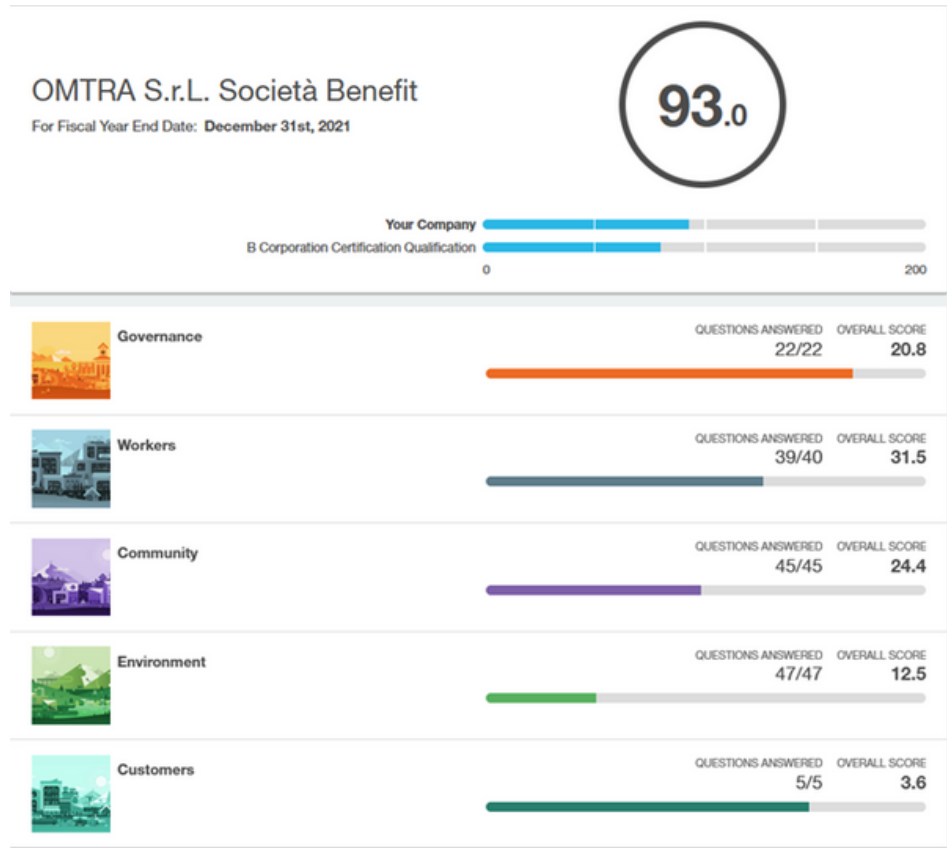 OMTRA S.r.L. Società Benefit
93.0
For Fiscal Year End Date: December 31st, 2021
Your Company
B Corporation Certification Qualification
0 200
Governance QUESTIONS ANSWERED OVERALL SCORE
22/22 20.8
Workers QUESTIONS ANSWERED OVERALL SCORE
39/40 31.5
Community QUESTIONS ANSWERED OVERALL SCORE
45/45 24.4
Environment QUESTIONS ANSWERED OVERALL SCORE
47/47 12.5
Customers QUESTIONS ANSWERED OVERALL SCORE
5/5 3.6